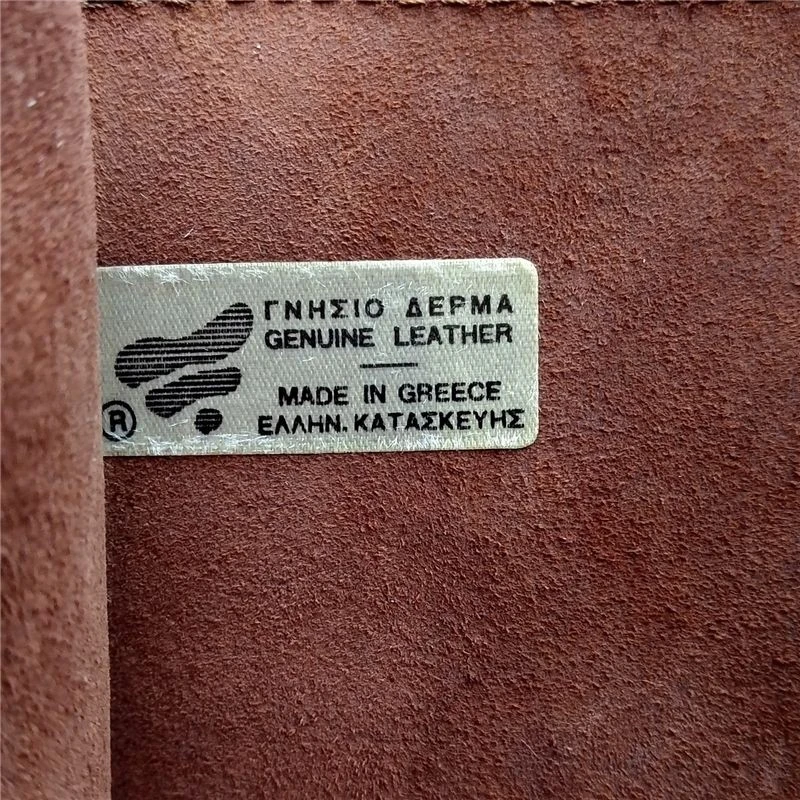 ΓΝΗΣΙΟ ΔΕΡΜΑ
GENUINE LEATHER
MADE IN GREECE
ΕΛΛΗΝ. ΚΑΤΑΣΚΕΥΗΣ
®